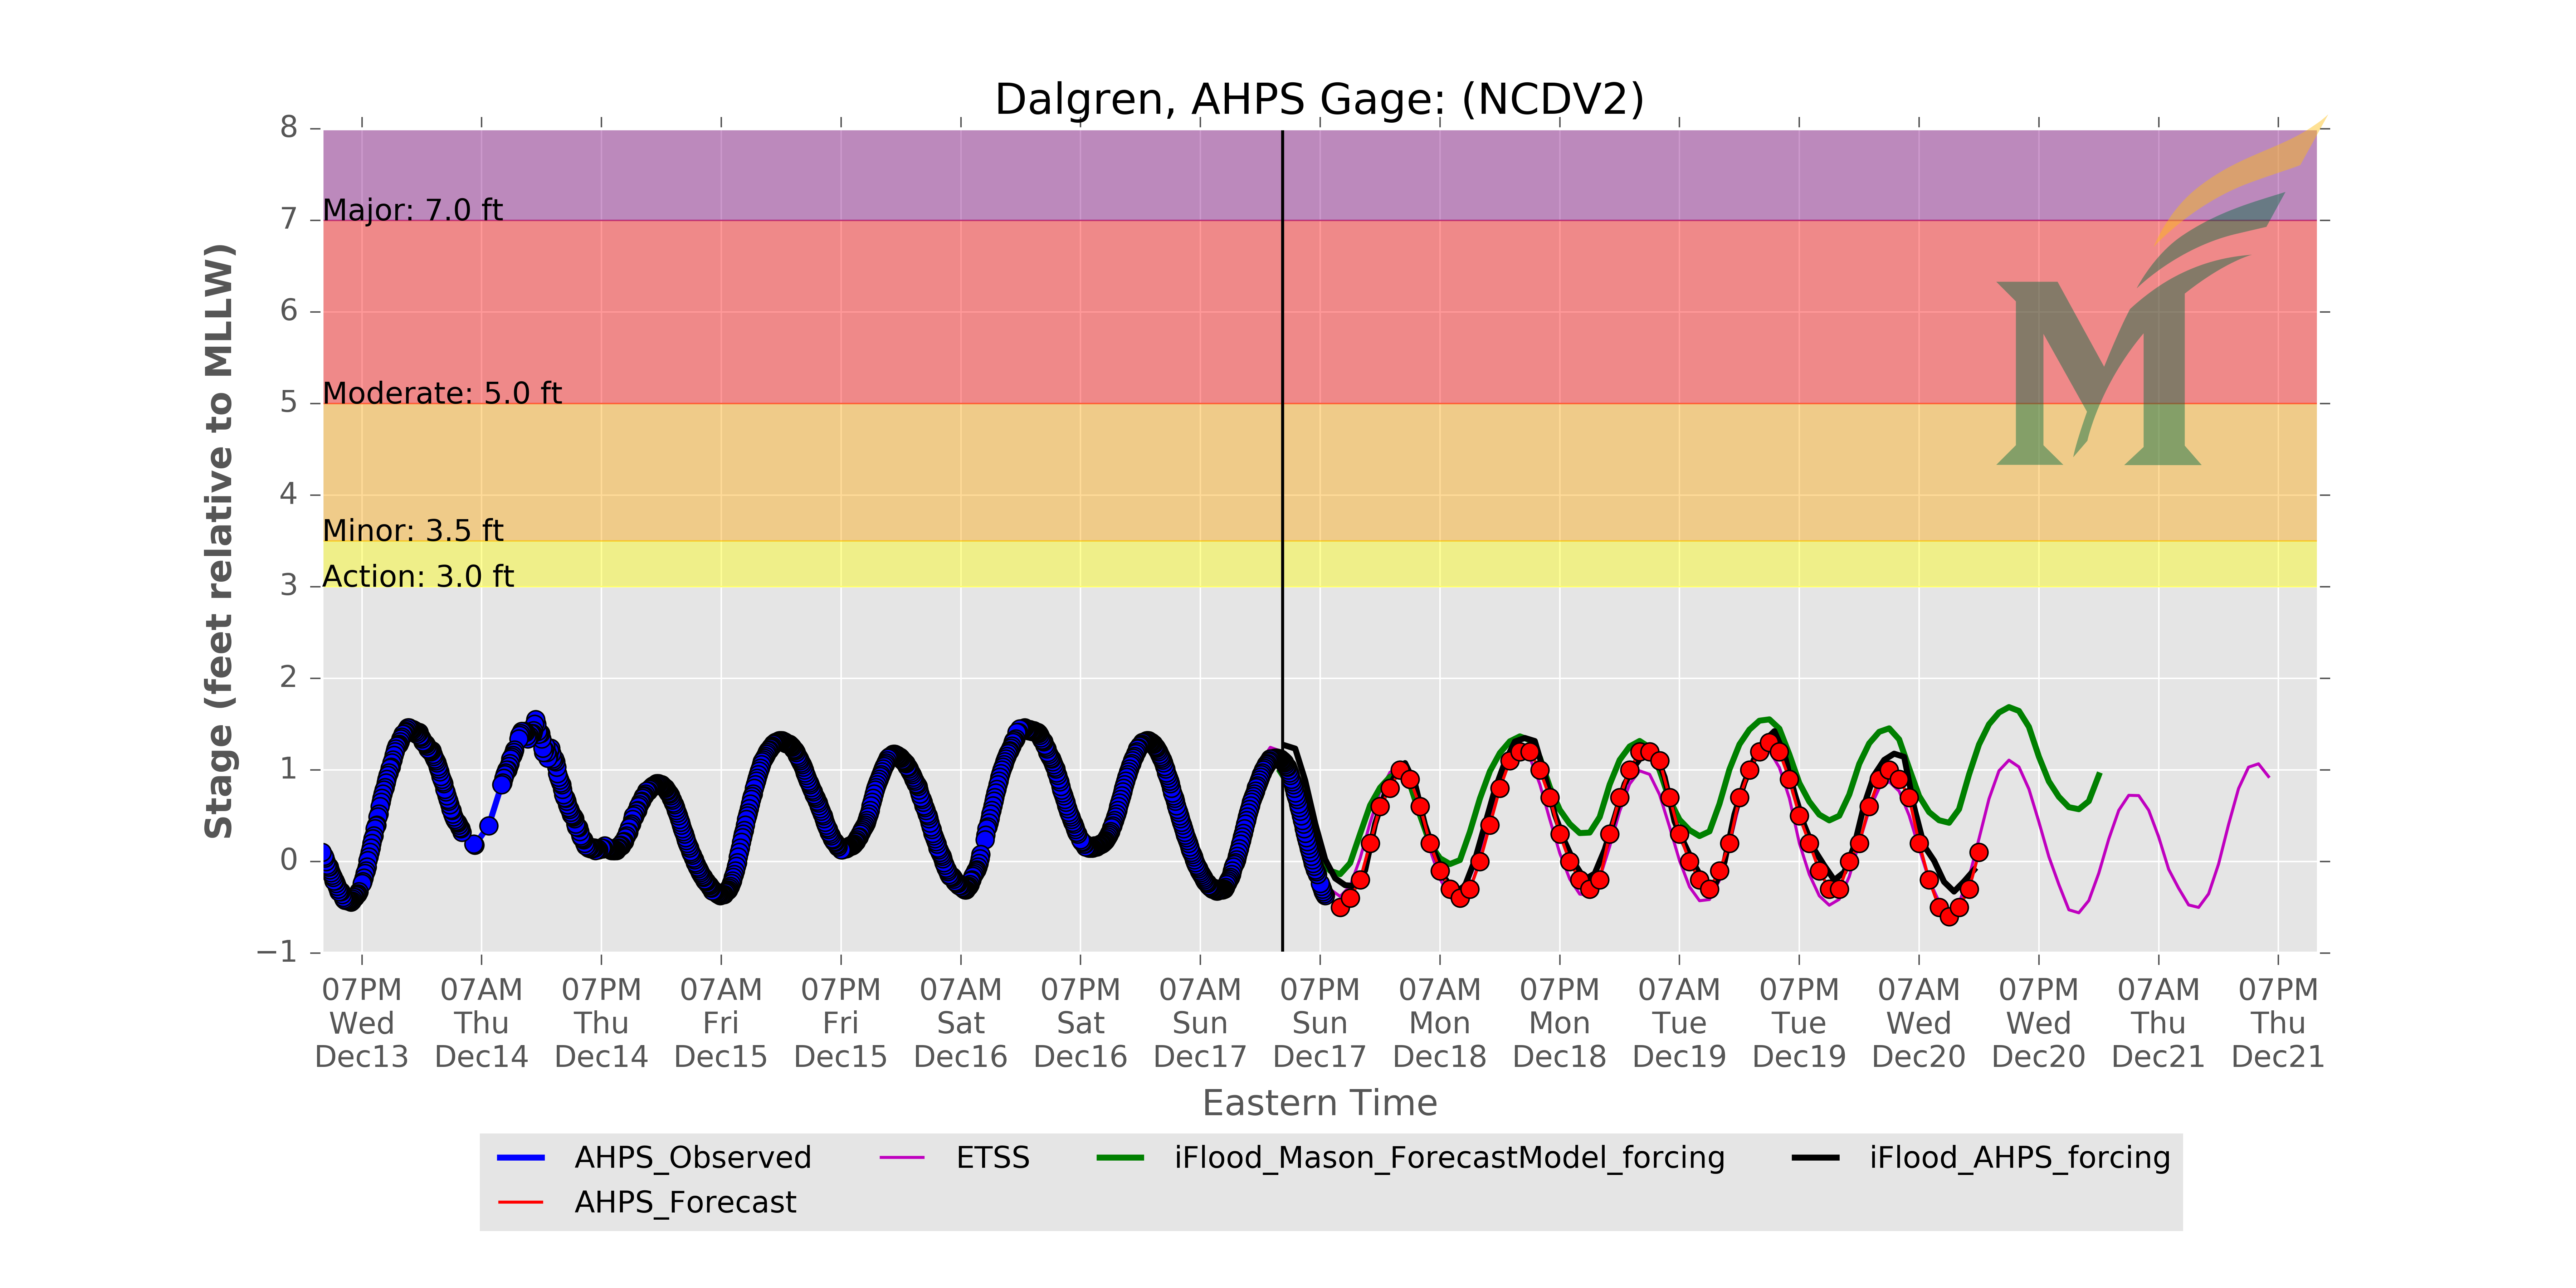 Dalgren, AHPS Gage: (NCDV2)
Stage (feet relative to MLLW)
8
7
6
5
4
3
2
1
0
−1
Major: 7.0 ft
Moderate: 5.0 ft
Minor: 3.5 ft
Action: 3.0 ft
M
07PM 07AM 07PM 07AM 07PM 07AM 07PM 07AM 07PM 07AM 07PM 07AM 07PM 07AM 07PM 07AM 07PM
Wed Thu Thu Fri Fri Sat Sat Sun Sun Mon Mon Tue Tue Wed Wed Thu Thu
Dec13 Dec14 Dec14 Dec15 Dec15 Dec16 Dec16 Dec17 Dec17 Dec18 Dec18 Dec19 Dec19 Dec20 Dec20 Dec21 Dec21
Eastern Time
AHPS_Observed ETSS iFlood_Mason_ForecastModel_forcing iFlood_AHPS_forcing
AHPS_Forecast